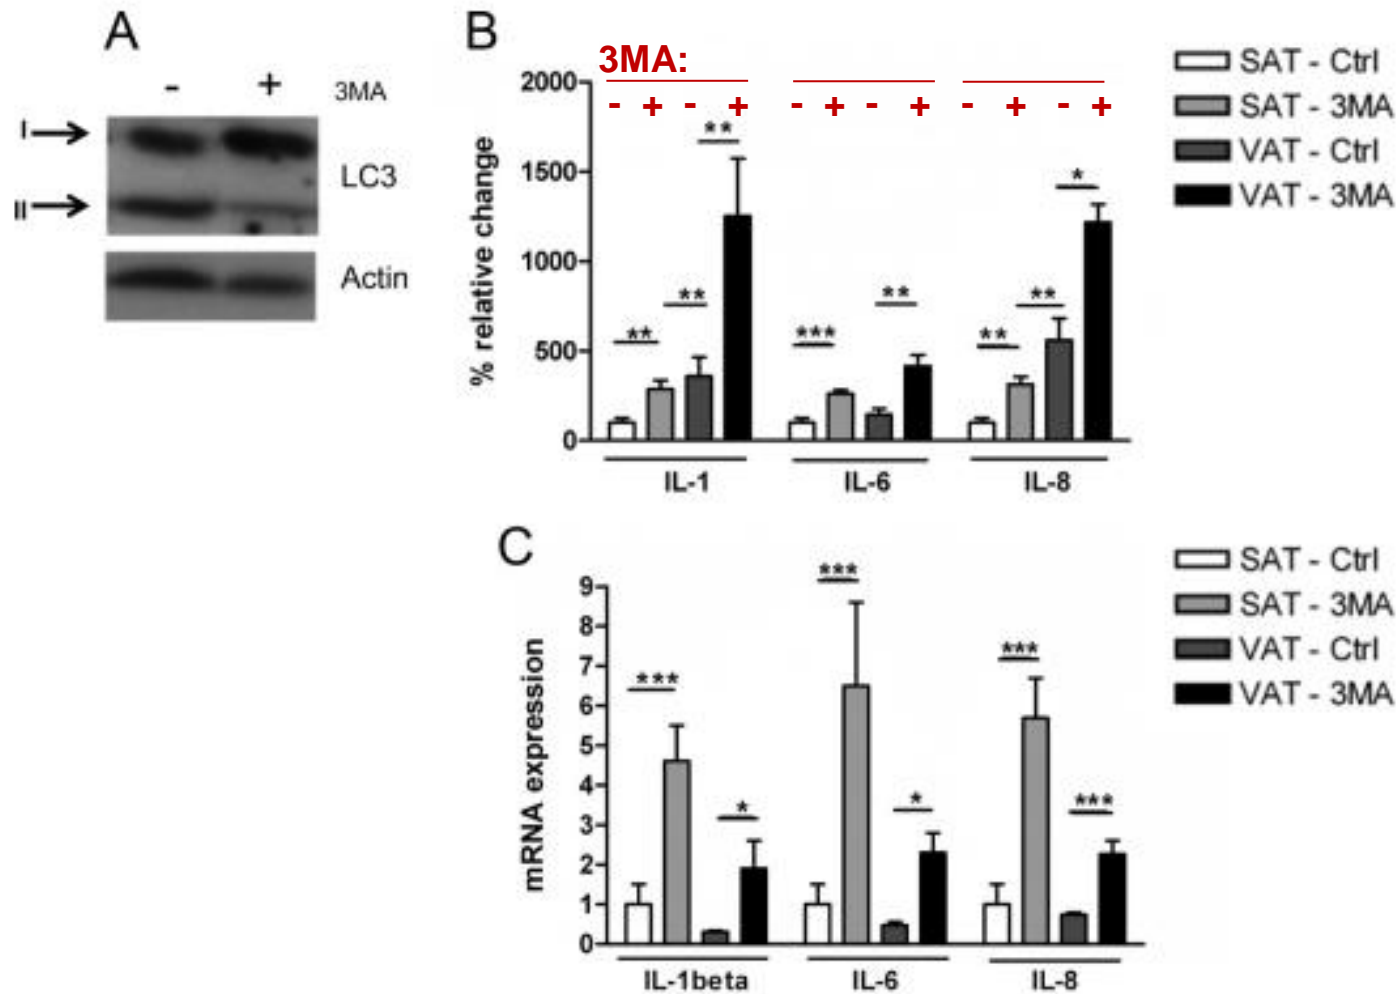 A
- + 3MA
I
LC3
II
Actin
B
3MA:
- + - + - + - + - + - +
% relative change
2000
1500
1000
500
0
** ** **
*** **
** ** *
IL-1 IL-6 IL-8
SAT - Ctrl
SAT - 3MA
VAT - Ctrl
VAT - 3MA
C
mRNA expression
9
8
7
6
5
4
3
2
1
0
*** *
*** *
*** ***
IL-1beta IL-6 IL-8
SAT - Ctrl
SAT - 3MA
VAT - Ctrl
VAT - 3MA